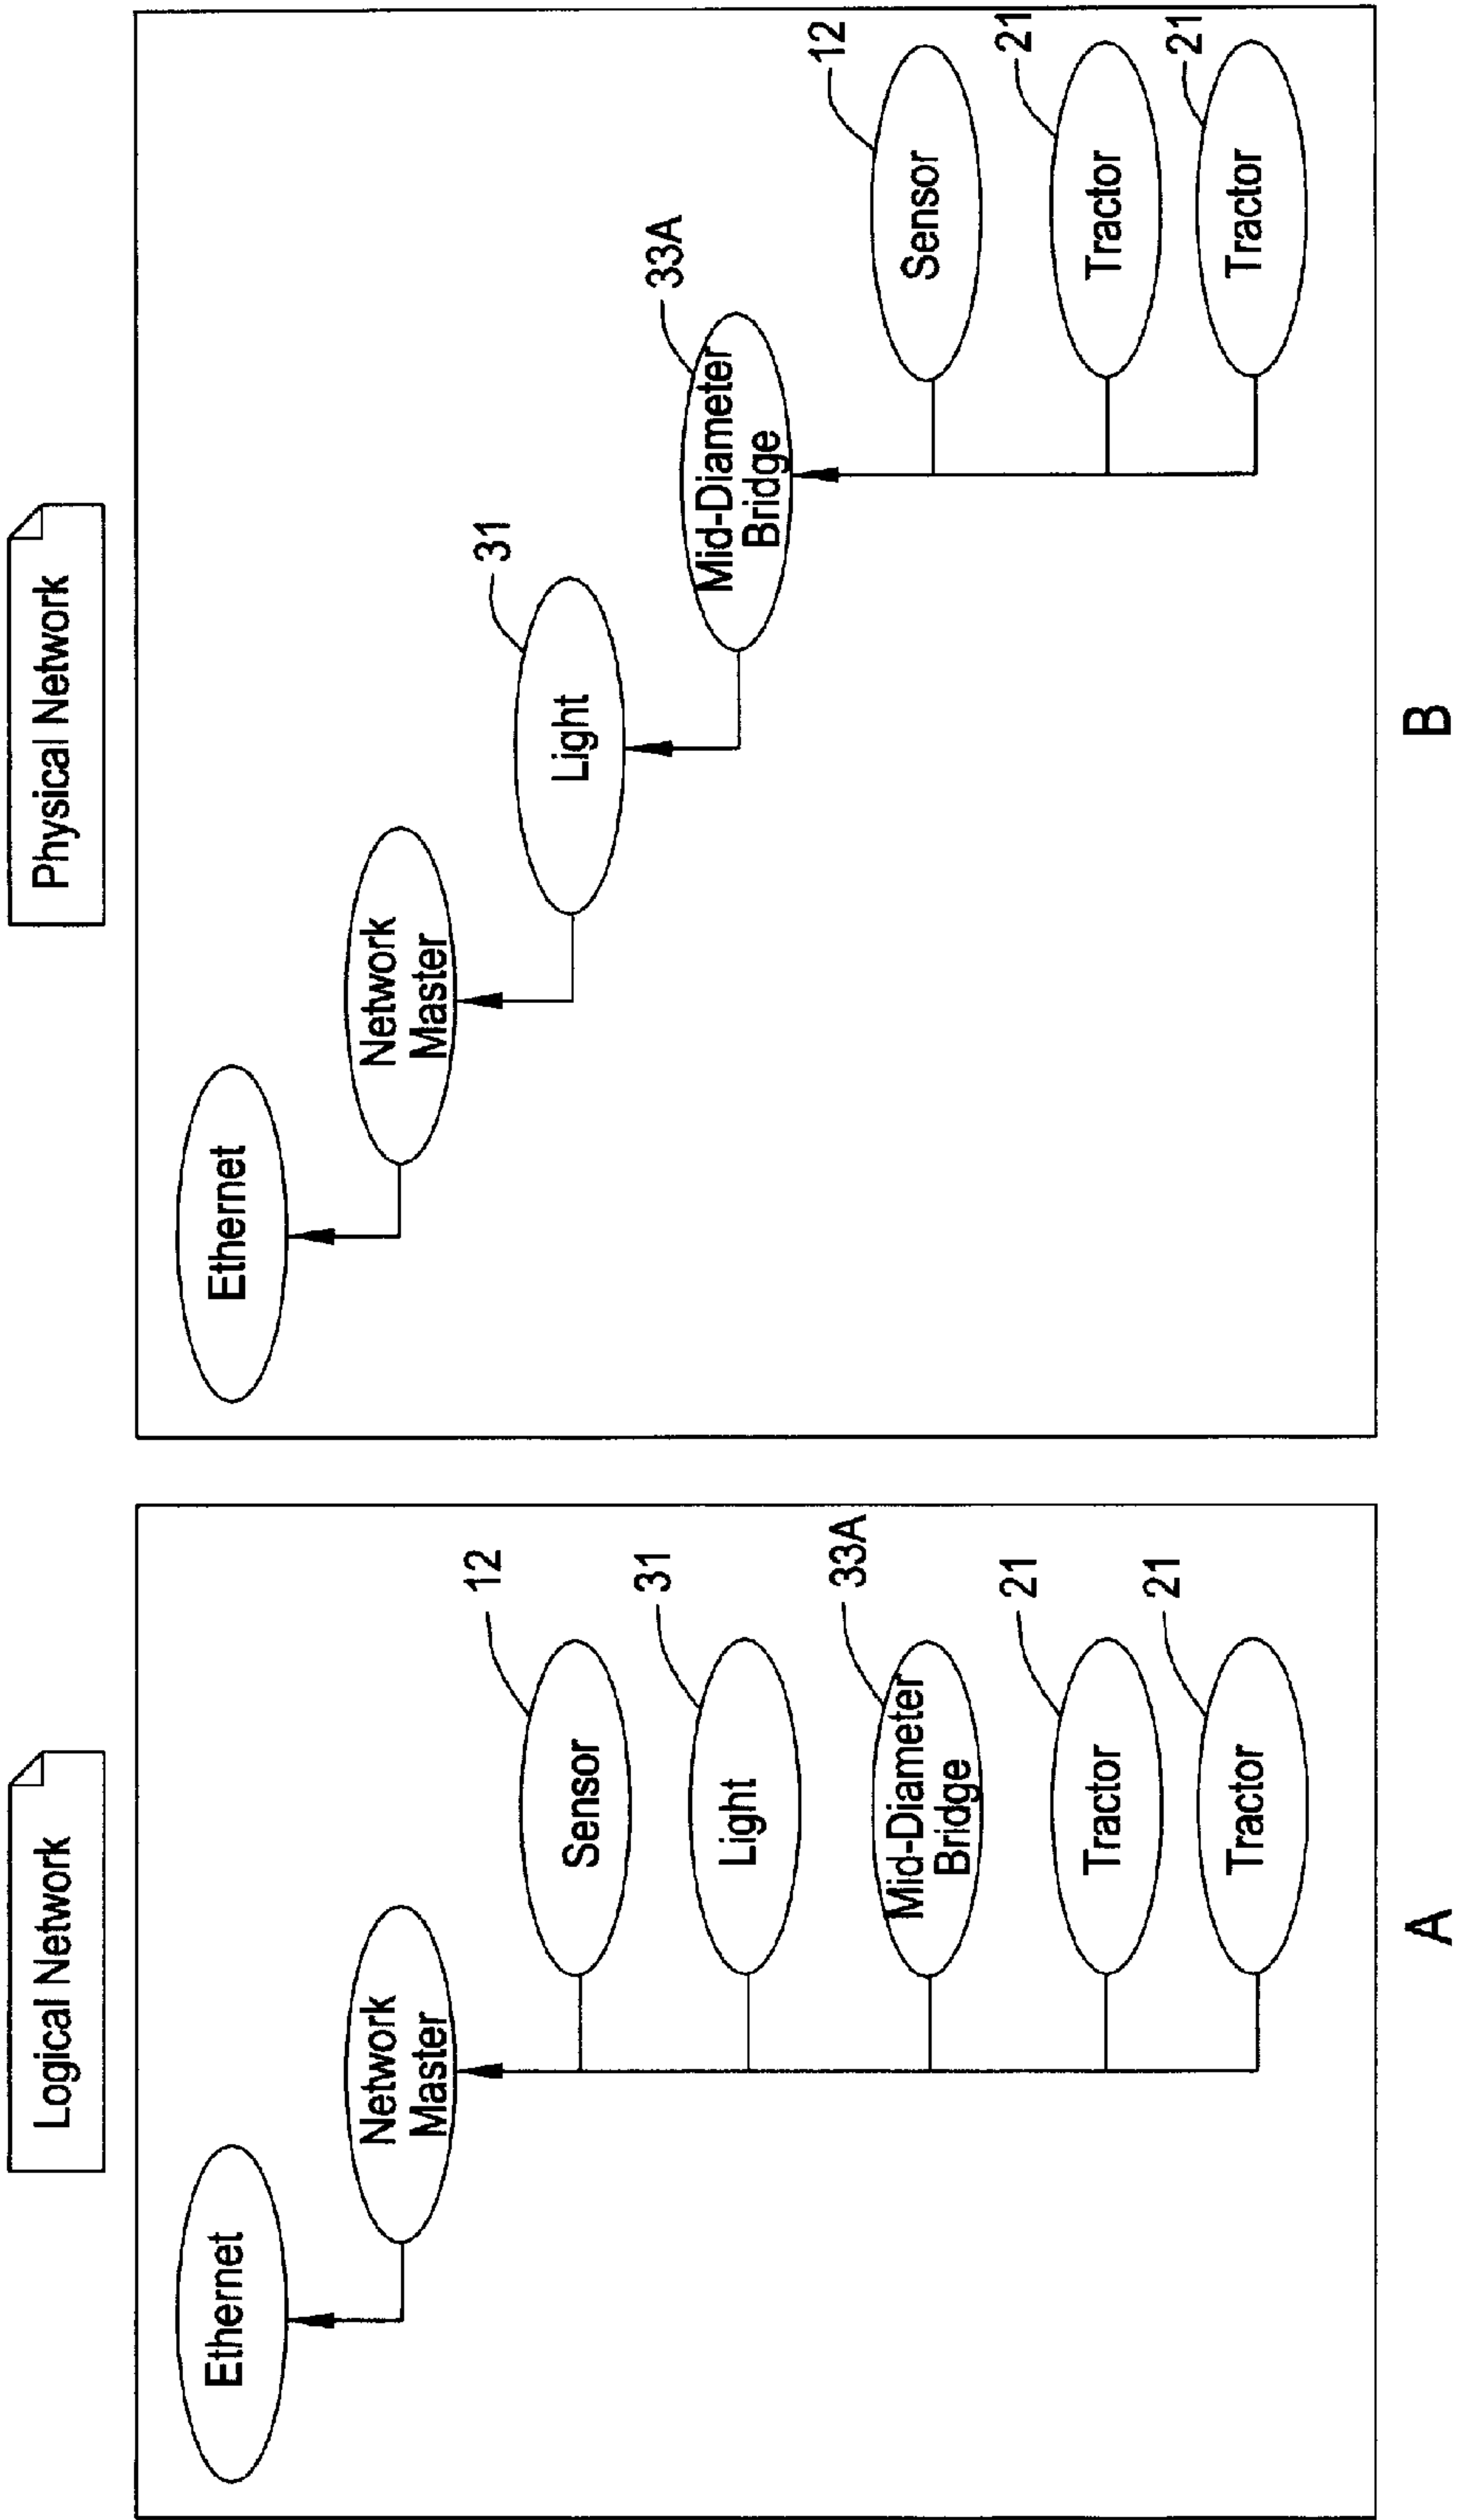 Logical Network
Ethernet
Network
Master
Sensor
12
Light
31
Mid-Diameter
Bridge
33A
Tractor
21
Tractor
21
A
Physical Network
Ethernet
Network
Master
Light
31
Mid-Diameter
Bridge
33A
Sensor
12
Tractor
21
Tractor
21
B